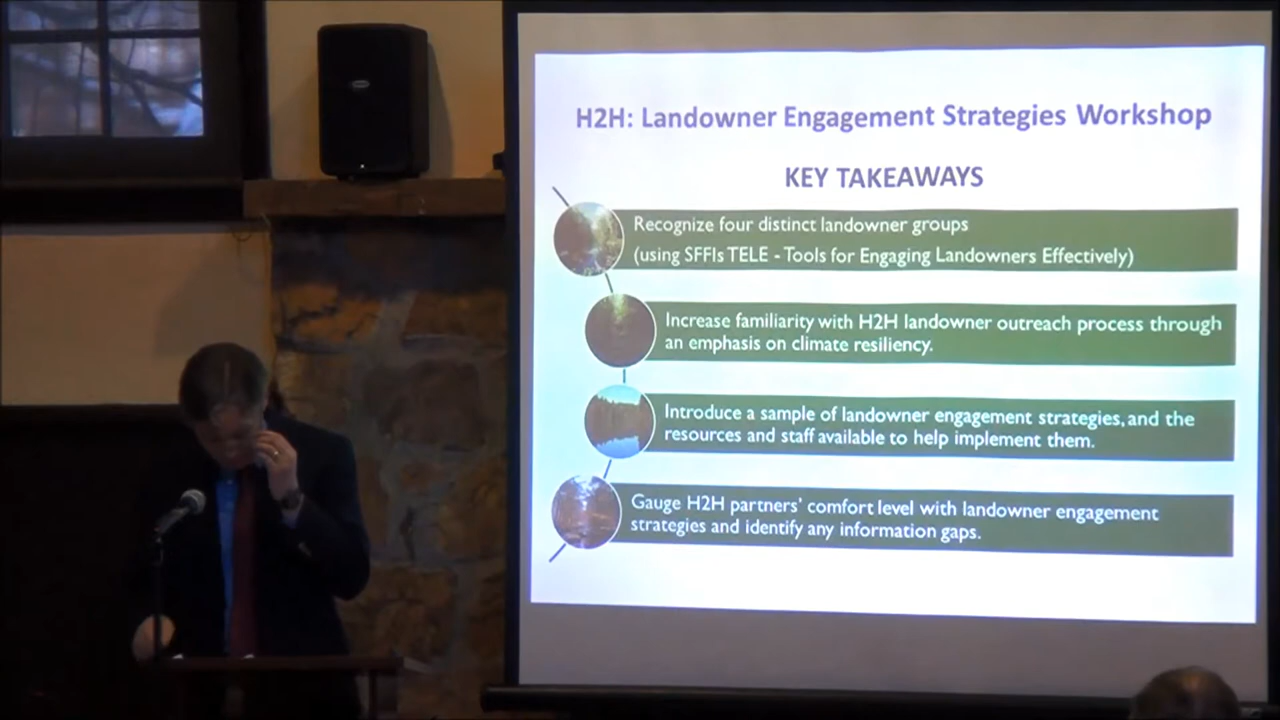 H2H: Landowner Engagement Strategies Workshop
KEY TAKEAWAYS
Recognize four distinct landowner groups
(using SFFIs TELE - Tools for Engaging Landowners Effectively)
Increase familiarity with H2H landowner outreach process through
an emphasis on climate resiliency.
Introduce a sample of landowner engagement strategies, and the
resources and staff available to help implement them.
Gauge H2H partners' comfort level with landowner engagement
strategies and identify any information gaps.